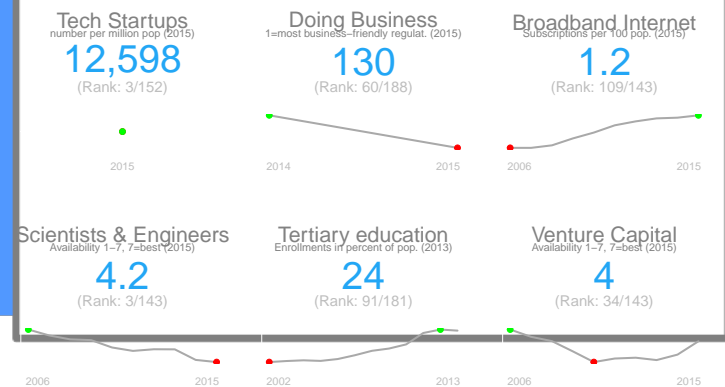 Tech Startups
number per million pop (2015)
12,598
(Rank: 3/152)
2015
Doing Business
1=most business−friendly regulat. (2015)
130
(Rank: 60/188)
2014 2015
Broadband Internet
Subscriptions per 100 pop. (2015)
1.2
(Rank: 109/143)
2006 2015
Scientists & Engineers
Availability 1−7, 7=best (2015)
4.2
(Rank: 3/143)
2006 2015
Tertiary education
Enrollments in percent of pop. (2013)
24
(Rank: 91/181)
2002 2013
Venture Capital
Availability 1−7, 7=best (2015)
4
(Rank: 34/143)
2006 2015